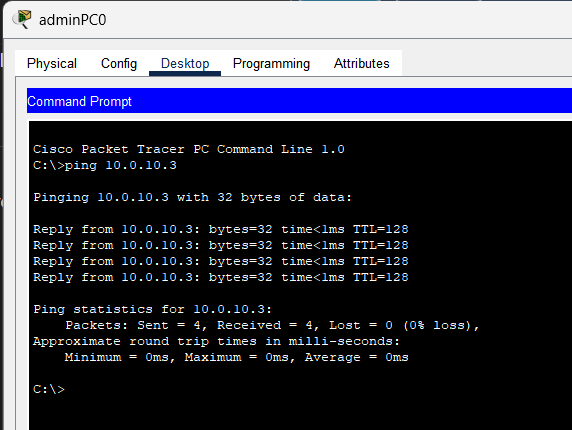 adminPC0
Physical Config Desktop Programming Attributes
Command Prompt
Cisco Packet Tracer PC Command Line 1.0
C:\>ping 10.0.10.3
Pinging 10.0.10.3 with 32 bytes of data:
Reply from 10.0.10.3: bytes=32 time<1ms TTL=128
Reply from 10.0.10.3: bytes=32 time<1ms TTL=128
Reply from 10.0.10.3: bytes=32 time<1ms TTL=128
Reply from 10.0.10.3: bytes=32 time<1ms TTL=128
Ping statistics for 10.0.10.3:
Packets: Sent = 4, Received = 4, Lost = 0 (0% loss),
Approximate round trip times in milli-seconds:
Minimum = 0ms, Maximum = 0ms, Average = 0ms
C:\>